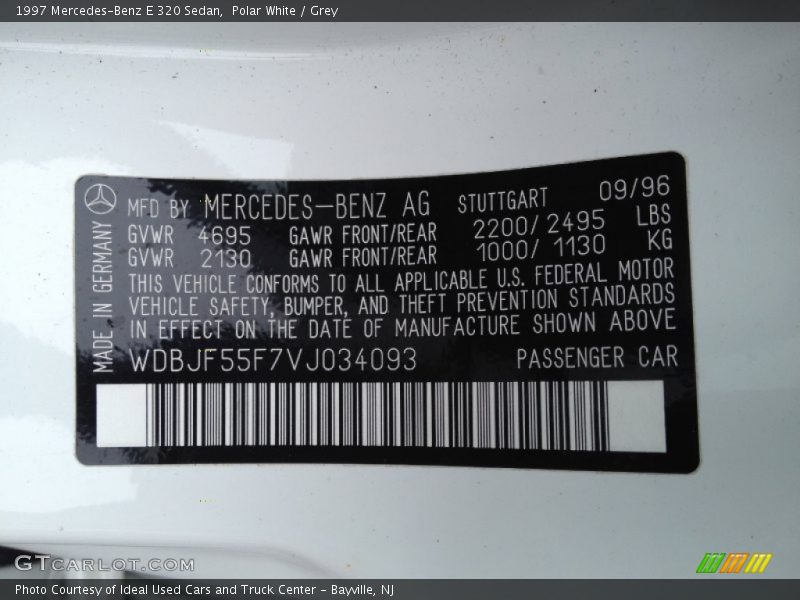 1997 Mercedes-Benz E 320 Sedan, Polar White / Grey
MFD BY MERCEDES-BENZ AG STUTTGART 09/96
GVWR 4695 GAWR FRONT/REAR 2200/ 2495 LBS
GVWR 2130 GAWR FRONT/REAR 1000/ 1130 KG
THIS VEHICLE CONFORMS TO ALL APPLICABLE U.S. FEDERAL MOTOR
VEHICLE SAFETY, BUMPER, AND THEFT PREVENTION STANDARDS
IN EFFECT ON THE DATE OF MANUFACTURE SHOWN ABOVE
WDBJF55F7VJ034093 PASSENGER CAR
MADE IN GERMANY
GTCARLOT.COM
Photo Courtesy of Ideal Used Cars and Truck Center - Bayville, NJ